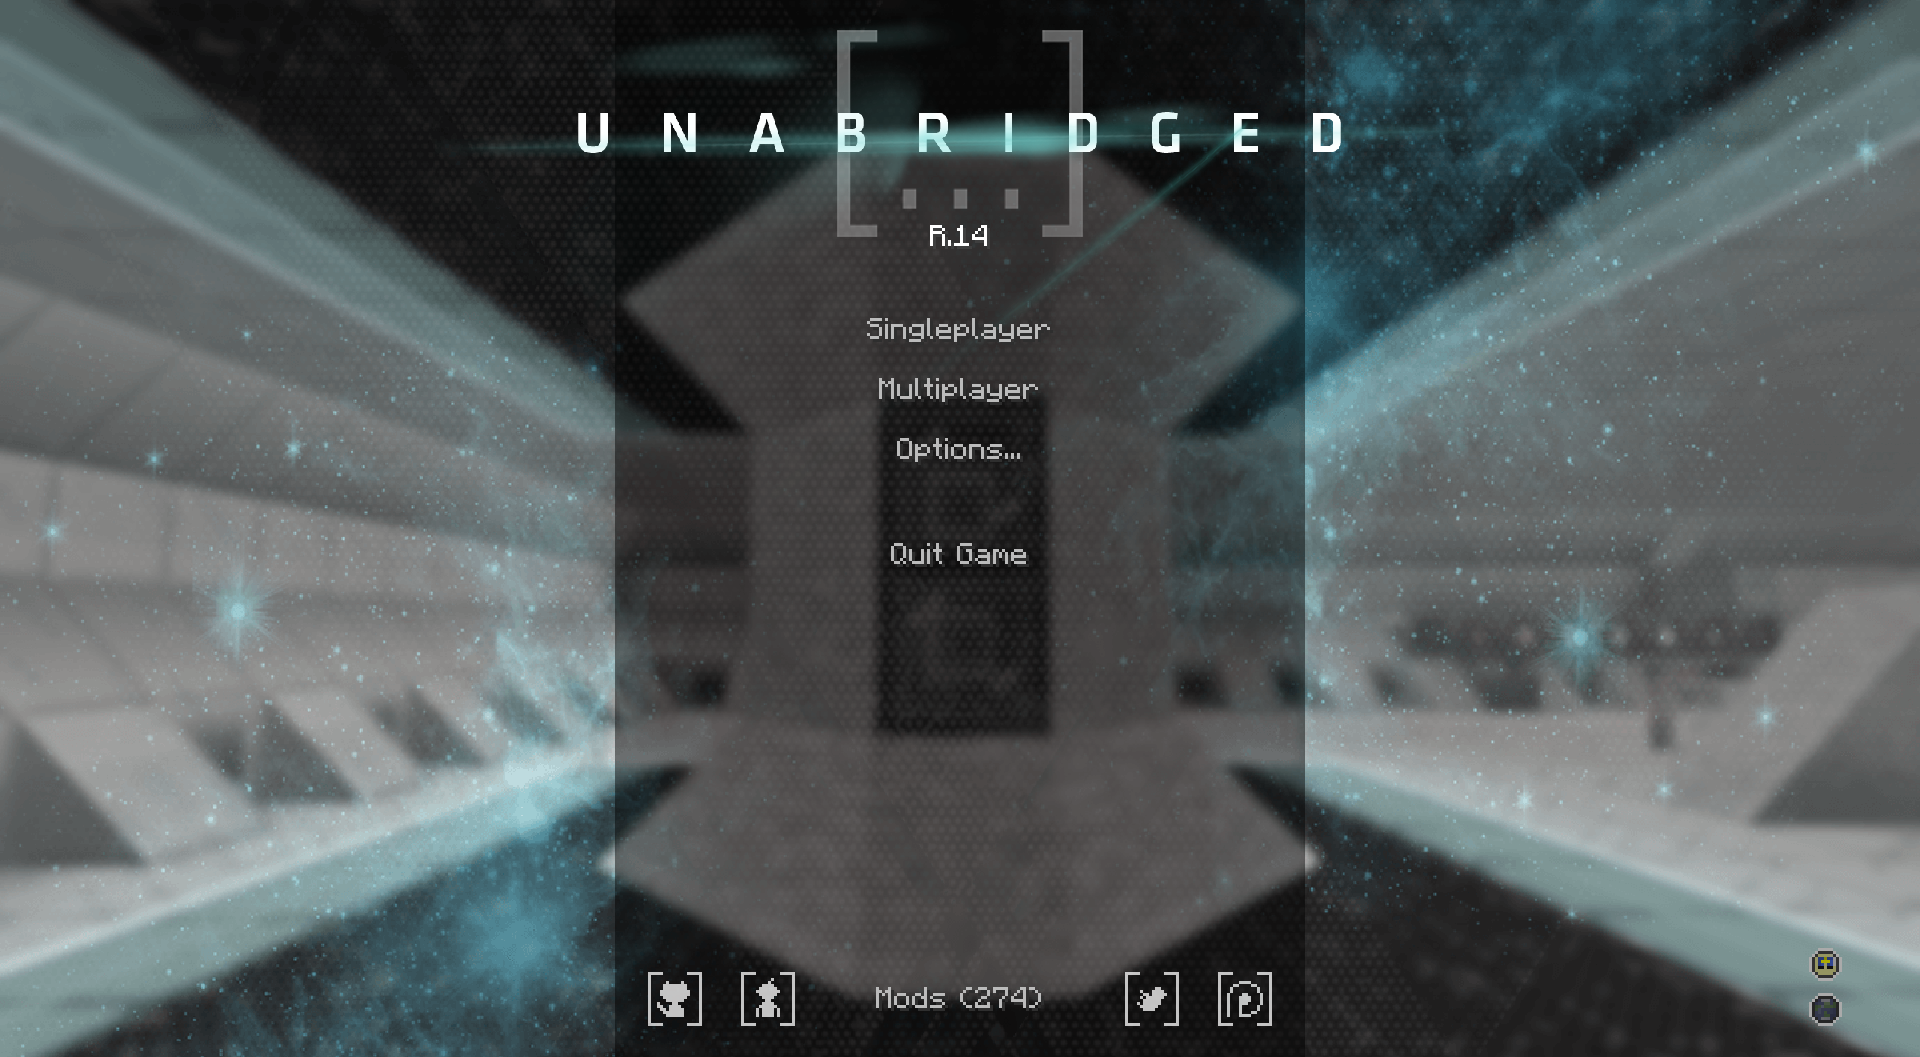 UNABRIDGED
R.14
Singleplayer
Multiplayer
Options...
Quit Game
Mods (274)